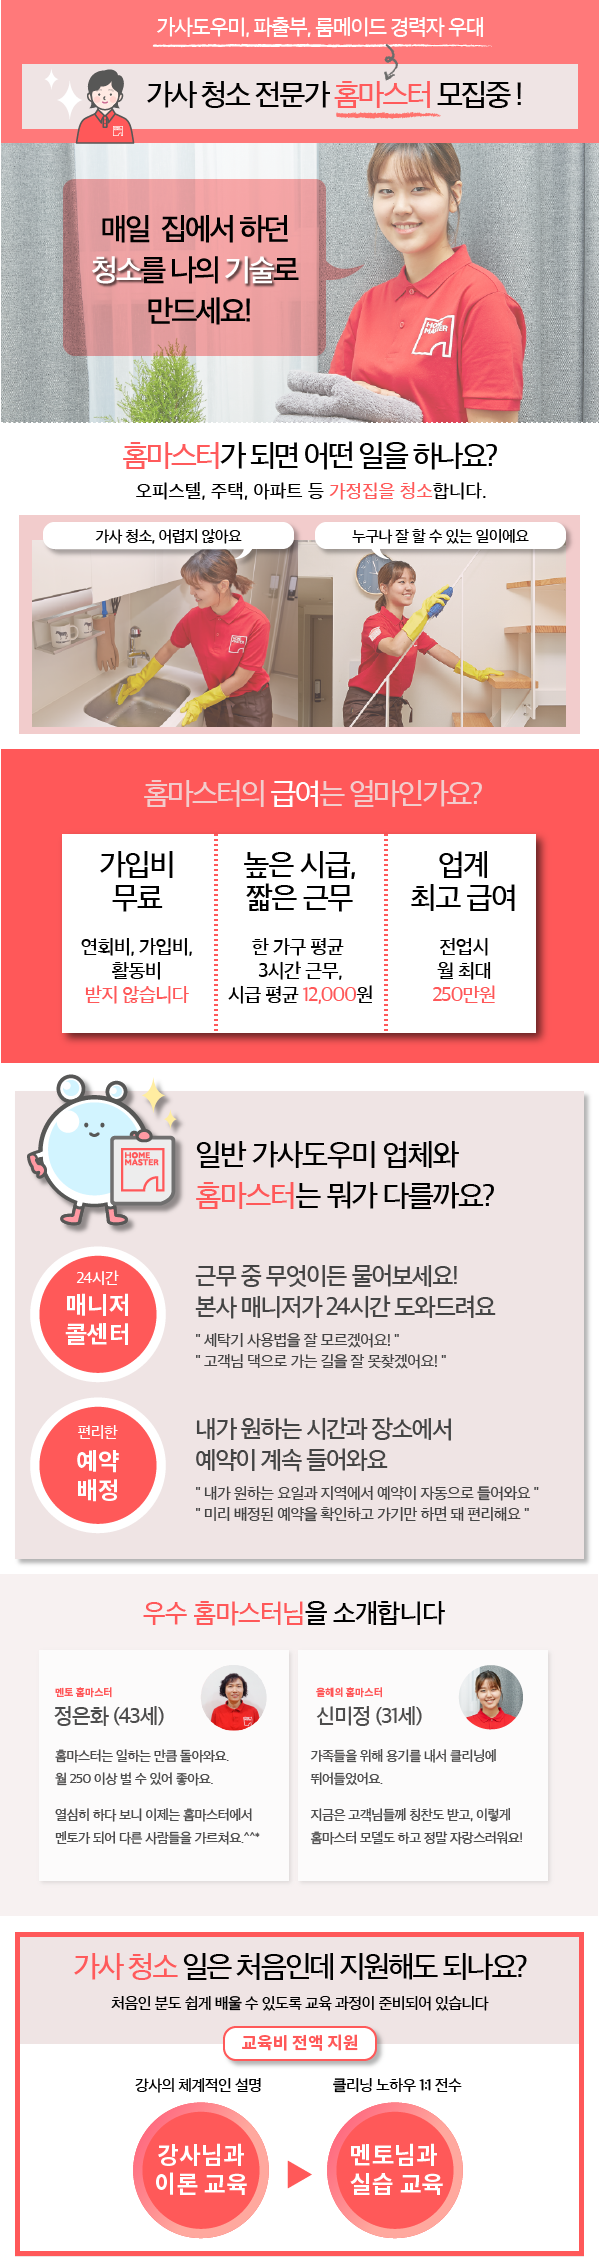 가사도우미, 파출부, 룸메이드 경력자 우대
가사 청소 전문가 홈마스터 모집중 !
매일 집에서 하던
청소를 나의 기술로
만드세요!
HOME
MASTER
홈마스터가 되면 어떤 일을 하나요?
오피스텔, 주택, 아파트 등 가정집을 청소합니다.
가사 청소, 어렵지 않아요
누구나 잘 할 수 있는 일이에요
홈마스터의 급여는 얼마인가요?
가입비
무료
연회비, 가입비,
활동비
받지 않습니다
높은 시급,
짧은 근무
한 가구 평균
3시간 근무,
시급 평균 12,000원
업계
최고 급여
전업시
월 최대
250만원
HOME
MASTER
일반 가사도우미 업체와
홈마스터는 뭐가 다를까요?
24시간
매니저
콜센터
근무 중 무엇이든 물어보세요!
본사 매니저가 24시간 도와드려요
" 세탁기 사용법을 잘 모르겠어요! "
" 고객님 댁으로 가는 길을 잘 못찾겠어요! "
편리한
예약
배정
내가 원하는 시간과 장소에서
예약이 계속 들어와요
" 내가 원하는 요일과 지역에서 예약이 자동으로 들어와요 "
" 미리 배정된 예약을 확인하고 가기만 하면 돼 편리해요 "
우수 홈마스터님을 소개합니다
멘토 홈마스터
정은화 (43세)
홈마스터는 일하는 만큼 돌아와요.
월 250 이상 벌 수 있어 좋아요.
열심히 하다 보니 이제는 홈마스터에서
멘토가 되어 다른 사람들을 가르쳐요.^^*
올해의 홈마스터
신미정 (31세)
가족들을 위해 용기를 내서 클리닝에
뛰어들었어요.
지금은 고객님들께 칭찬도 받고, 이렇게
홈마스터 모델도 하고 정말 자랑스러워요!
가사 청소 일은 처음인데 지원해도 되나요?
처음인 분도 쉽게 배울 수 있도록 교육 과정이 준비되어 있습니다
교육비 전액 지원
강사의 체계적인 설명
클리닝 노하우 1:1 전수
강사님과
이론 교육
멘토님과
실습 교육